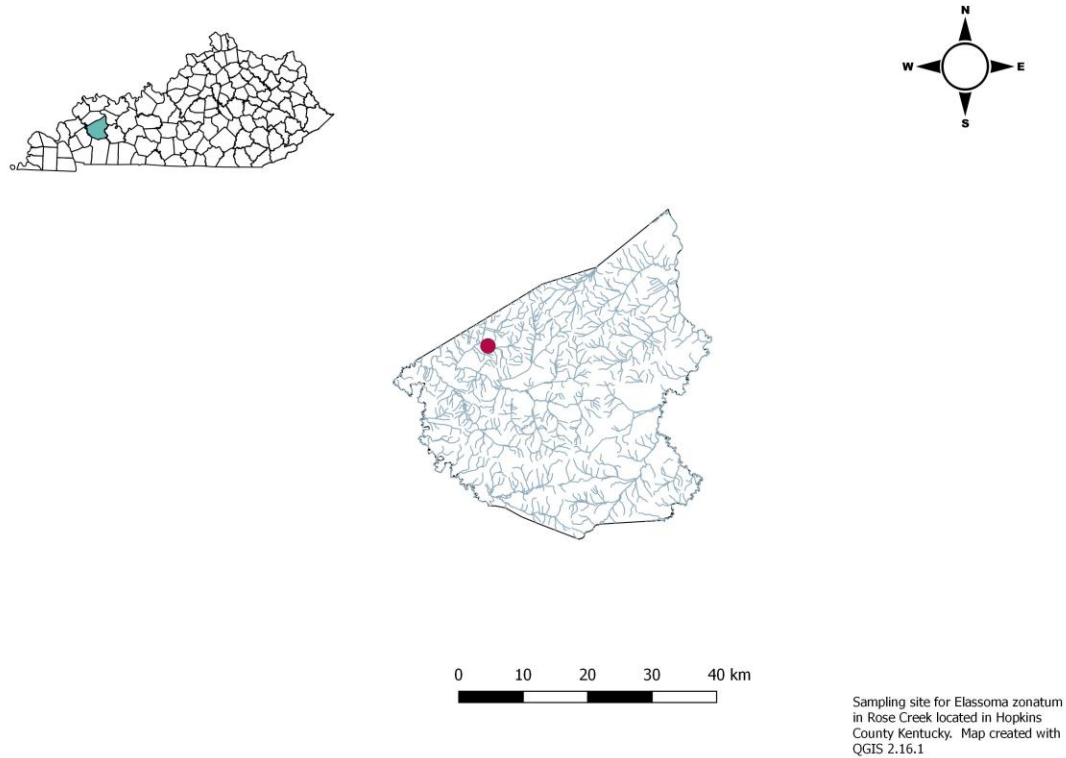 N
W E
S
0 10 20 30 40 km
Sampling site for Elassoma zonatum
in Rose Creek located in Hopkins
County Kentucky. Map created with
QGIS 2.16.1